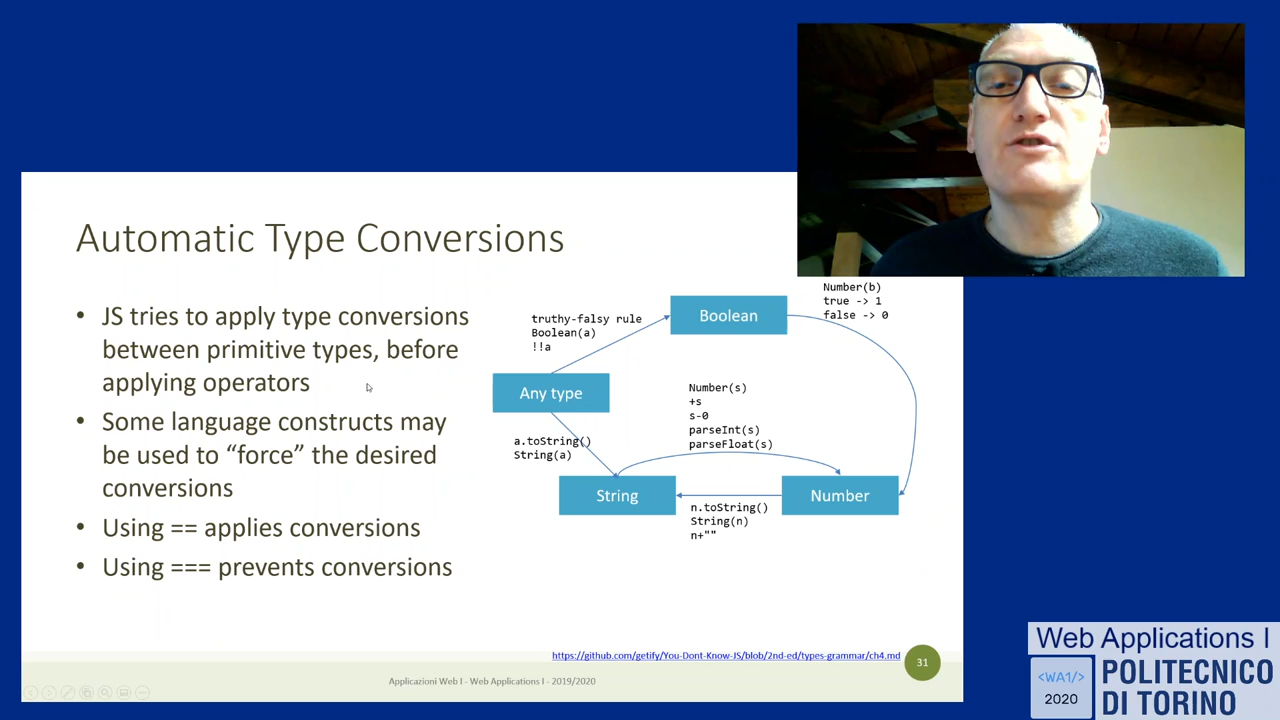 Automatic Type Conversions
• JS tries to apply type conversions
between primitive types, before
applying operators
• Some language constructs may
be used to “force” the desired
conversions
• Using == applies conversions
• Using === prevents conversions
truthy-falsy rule
Boolean(a)
!!a
Boolean
Number(b)
true -> 1
false -> 0
Any type
a.toString()
String(a)
Number(s)
+s
s-0
parseInt(s)
parseFloat(s)
String
Number
n.toString()
String(n)
n+""
https://github.com/getify/You-Dont-Know-JS/blob/2nd-ed/types-grammar/ch4.md
31
Applicazioni Web I - Web Applications I - 2019/2020
Web Applications I
<WA1/>
2020
POLITECNICO
DI TORINO